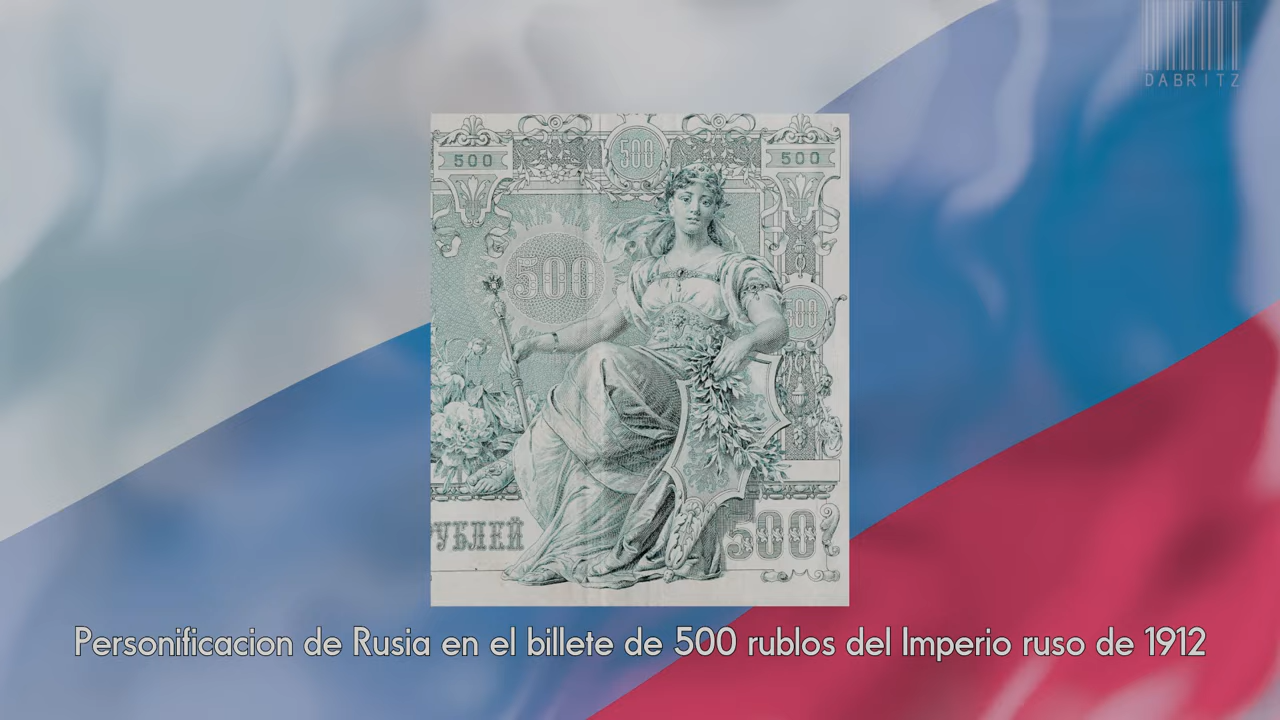 DABRITZ
500
500
500
500
500
УБЛЕЙ
500
Personificacion de Rusia en el billete de 500 rublos del Imperio ruso de 1912